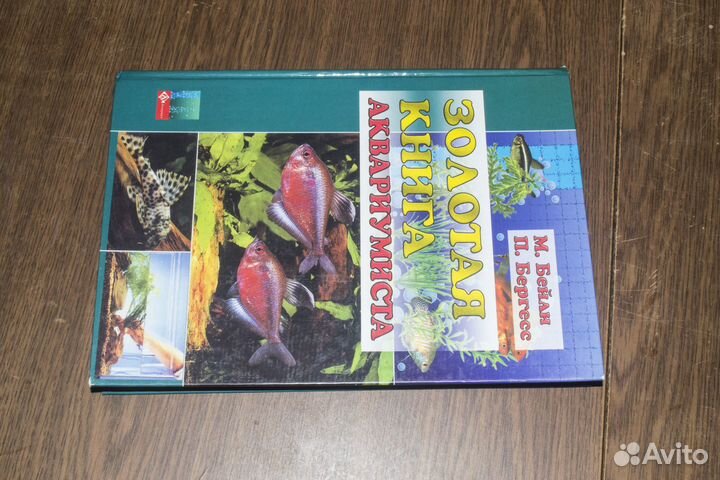 М. Бейли
П. Бергесс
ЗОЛОТАЯ
КНИГА
АКВАРИУМИСТА
Avito